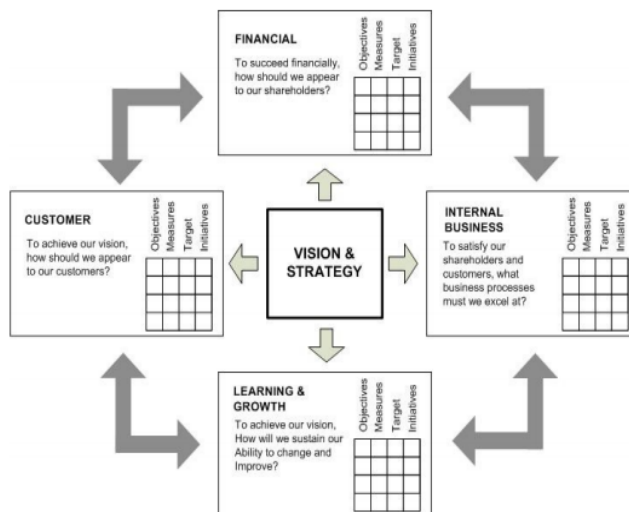 FINANCIAL
To succeed financially,
how should we appear
to our shareholders?
Objectives
Measures
Target
Initiatives
CUSTOMER
To achieve our vision,
how should we appear
to our customers?
Objectives
Measures
Target
Initiatives
VISION &
STRATEGY
INTERNAL
BUSINESS
To satisfy our
shareholders and
customers, what
business processes
must we excel at?
Objectives
Measures
Target
Initiatives
LEARNING &
GROWTH
To achieve our vision,
How will we sustain our
Ability to change and
Improve?
Objectives
Measures
Target
Initiatives